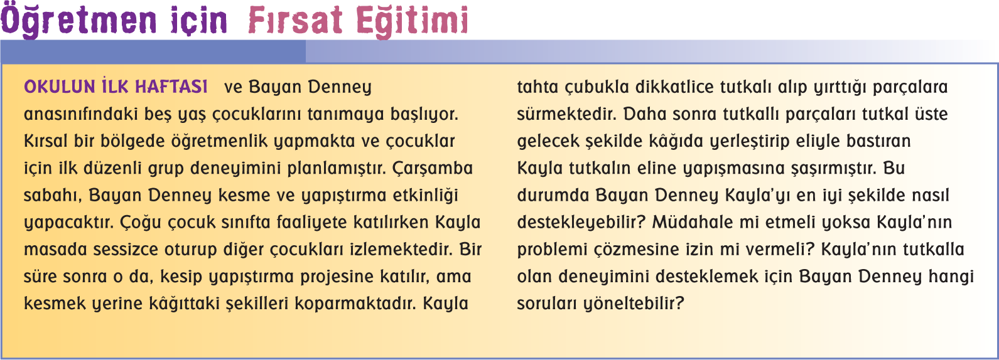 Öğretmen için Fırsat Eğitimi
OKULUN İLK HAFTASI ve Bayan Denney
anasınıfındaki beş yaş çocuklarını tanımaya başlıyor.
Kırsal bir bölgede öğretmenlik yapmakta ve çocuklar
için ilk düzenli grup deneyimini planlamıştır. Çarşamba
sabahı, Bayan Denney kesme ve yapıştırma etkinliği
yapacaktır. Çoğu çocuk sınıfta faaliyete katılırken Kayla
masada sessizce oturup diğer çocukları izlemektedir. Bir
süre sonra o da, kesip yapıştırma projesine katılır, ama
kesmek yerine kâğıttaki şekilleri koparmaktadır. Kayla
tahta çubukla dikkatlice tutkalı alıp yırttığı parçalara
sürmektedir. Daha sonra tutkallı parçaları tutkal üste
gelecek şekilde kâğıda yerleştirip eliyle bastıran
Kayla tutkalın eline yapışmasına şaşırmıştır. Bu
durumda Bayan Denney Kayla’yı en iyi şekilde nasıl
destekleyebilir? Müdahale mi etmeli yoksa Kayla’nın
problemi çözmesine izin mi vermeli? Kayla’nın tutkalla
olan deneyimini desteklemek için Bayan Denney hangi
soruları yöneltebilir?